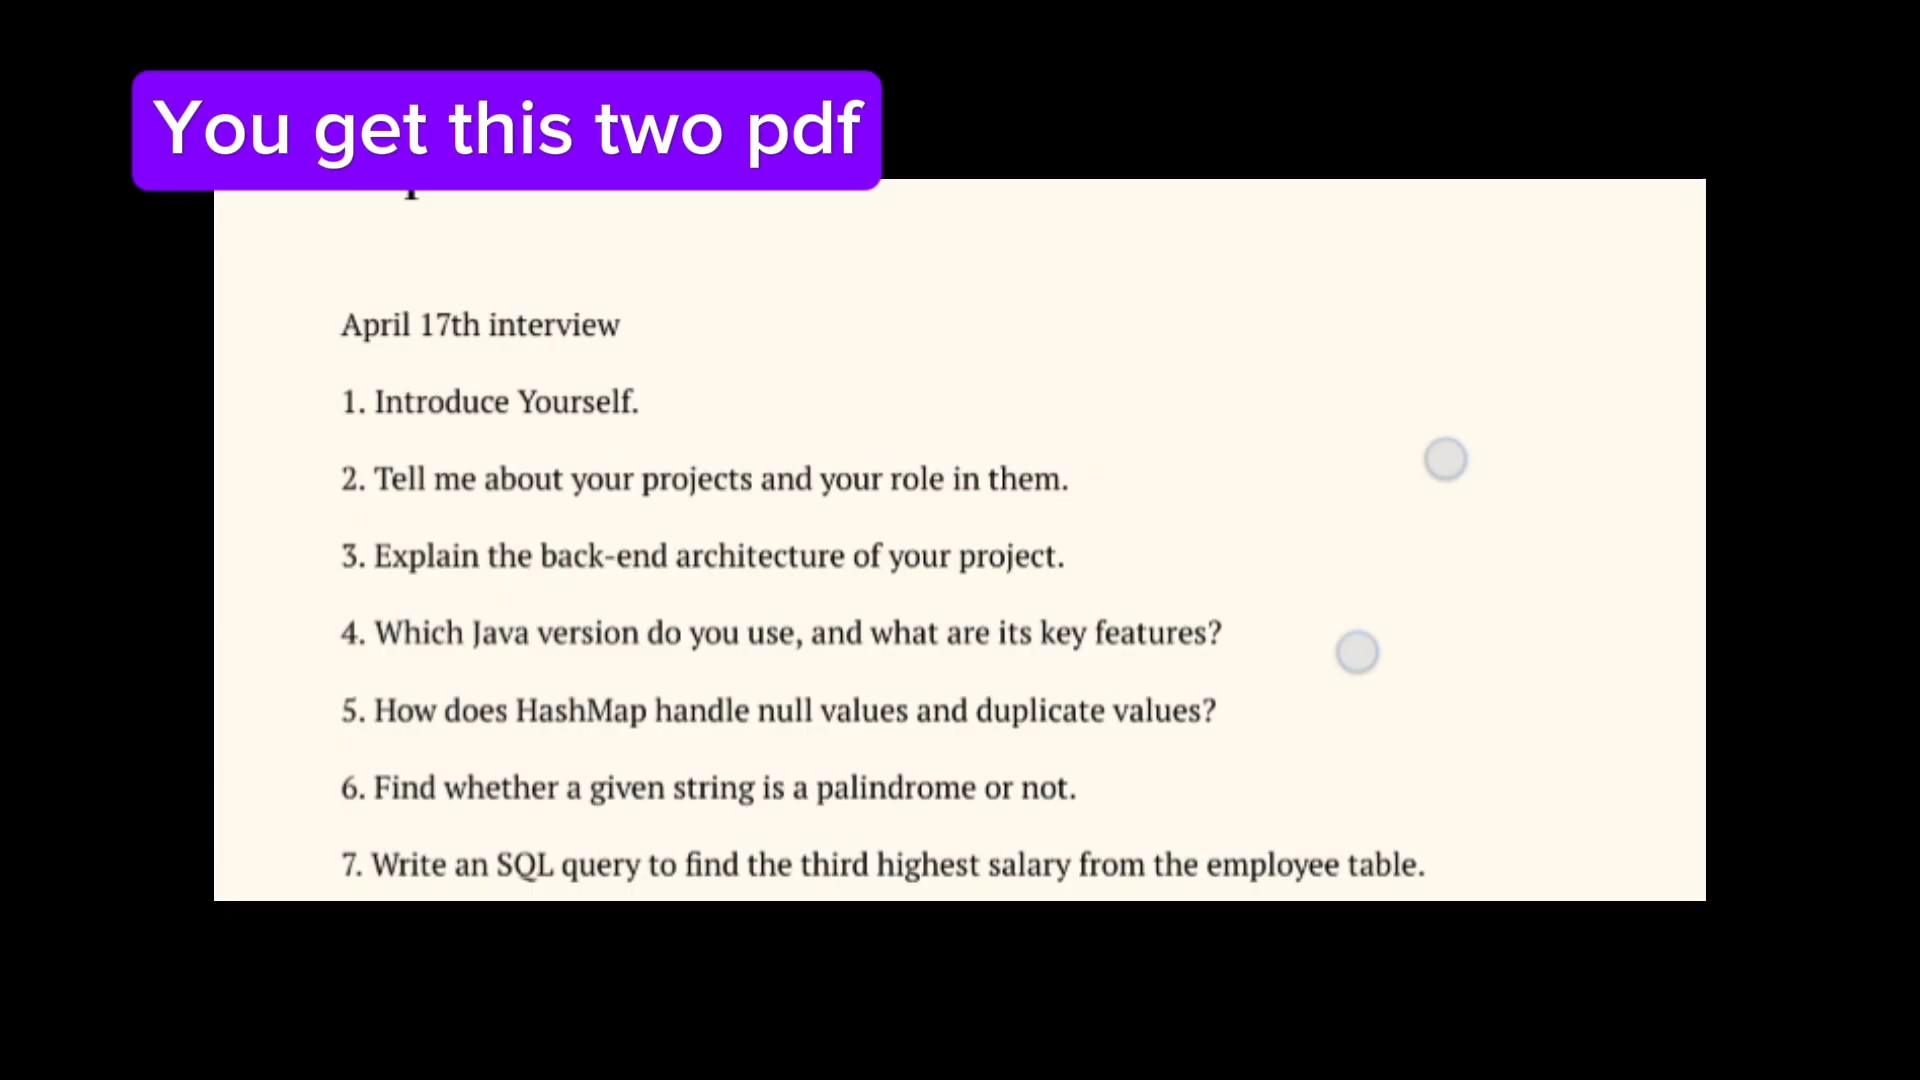 You get this two pdf
April 17th interview
1. Introduce Yourself.
2. Tell me about your projects and your role in them.
3. Explain the back-end architecture of your project.
4. Which Java version do you use, and what are its key features?
5. How does HashMap handle null values and duplicate values?
6. Find whether a given string is a palindrome or not.
7. Write an SQL query to find the third highest salary from the employee table.